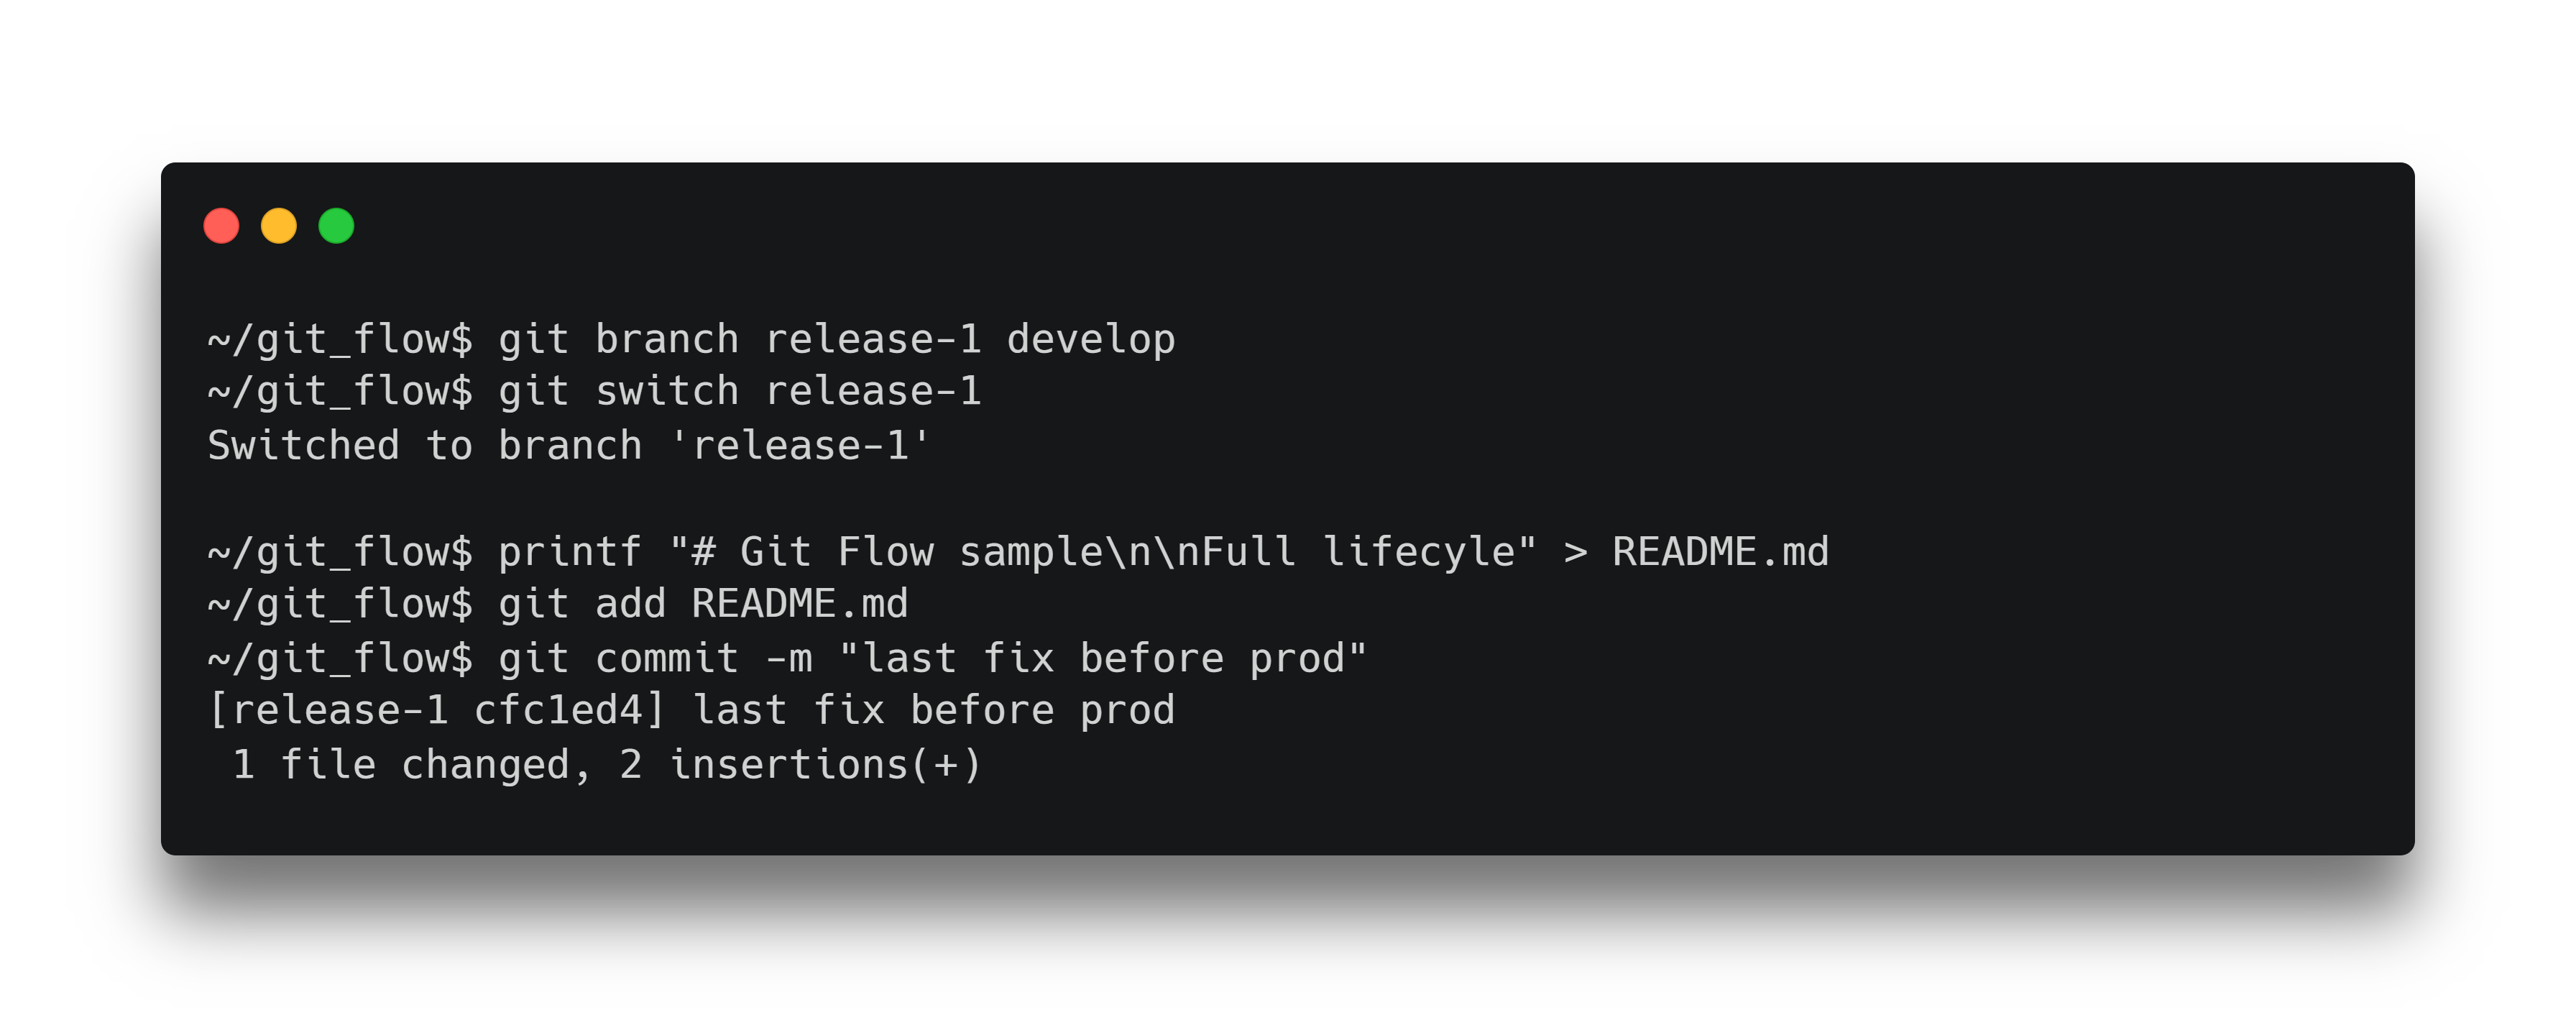 ~/git_flow$ git branch release-1 develop
~/git_flow$ git switch release-1
Switched to branch 'release-1'
~/git_flow$ printf "# Git Flow sample\n\nFull lifecyle" > README.md
~/git_flow$ git add README.md
~/git_flow$ git commit -m "last fix before prod"
[release-1 cfc1ed4] last fix before prod
 1 file changed, 2 insertions(+)